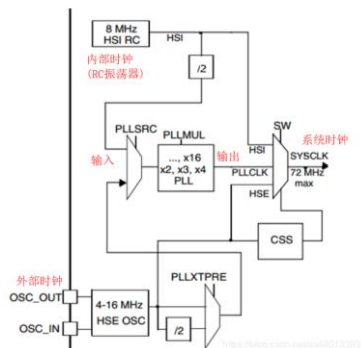 8 MHz
HSI RC
HSI
内部时钟
(RC振荡器)
/2
PLLSRC
PLLMUL
SW
系统时钟
输入
..., x16
x2, x3, x4
PLL
输出
HSI
PLLCLK
HSE
SYSCLK
72 MHz
max
CSS
外部时钟
OSC_OUT
OSC_IN
4-16 MHz
HSE OSC
PLLXTPRE
/2